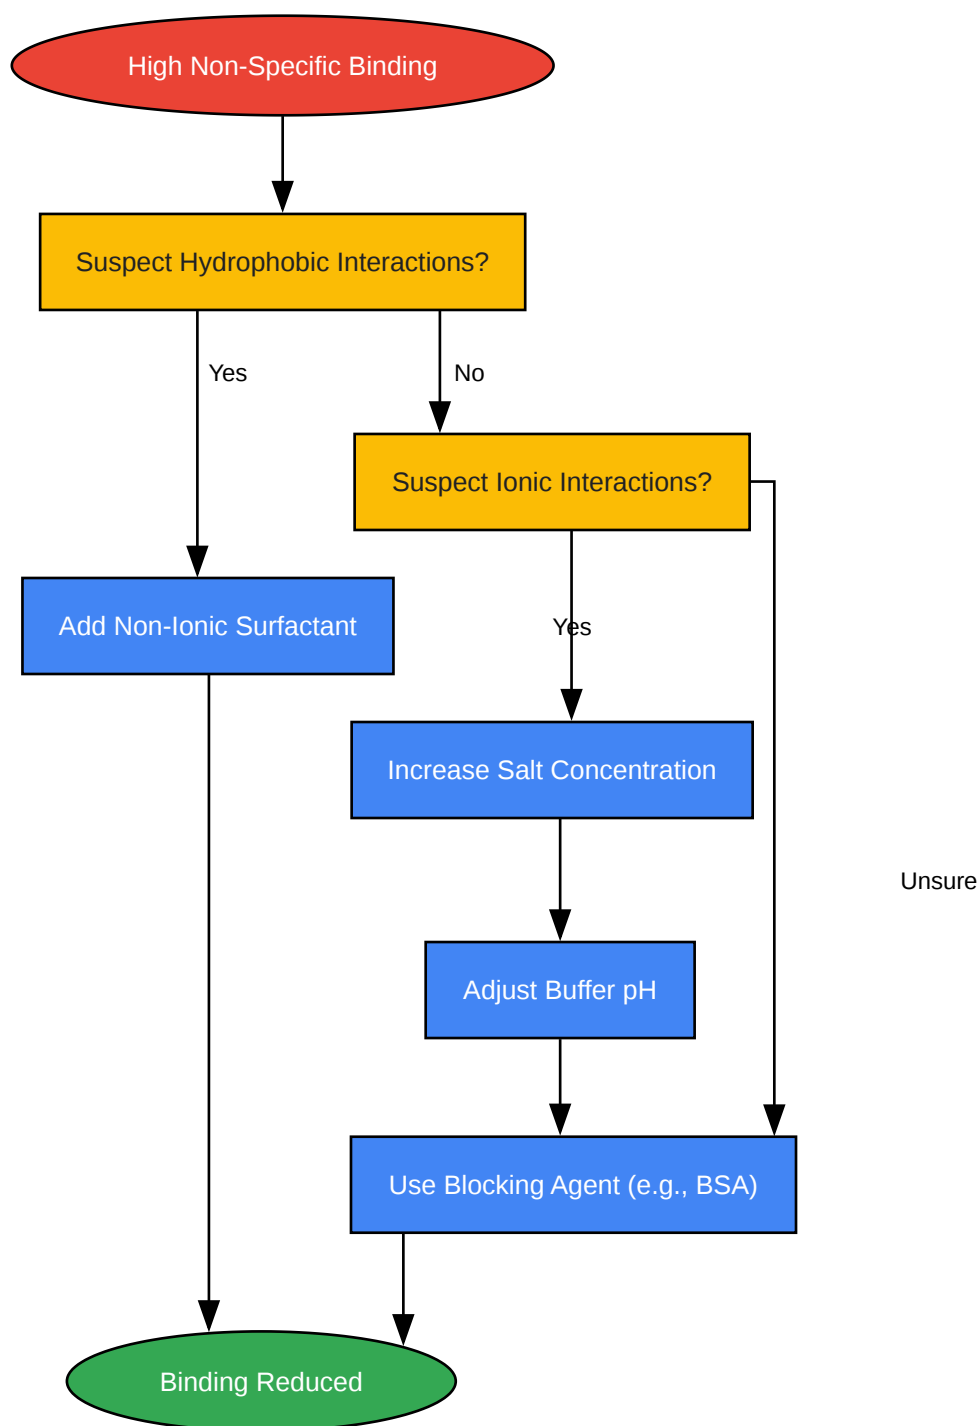 High Non-Specific Binding
Suspect Hydrophobic Interactions?
Yes
No
Suspect Ionic Interactions?
Add Non-Ionic Surfactant
Yes
Increase Salt Concentration
Unsure
Adjust Buffer pH
Use Blocking Agent (e.g., BSA)
Binding Reduced